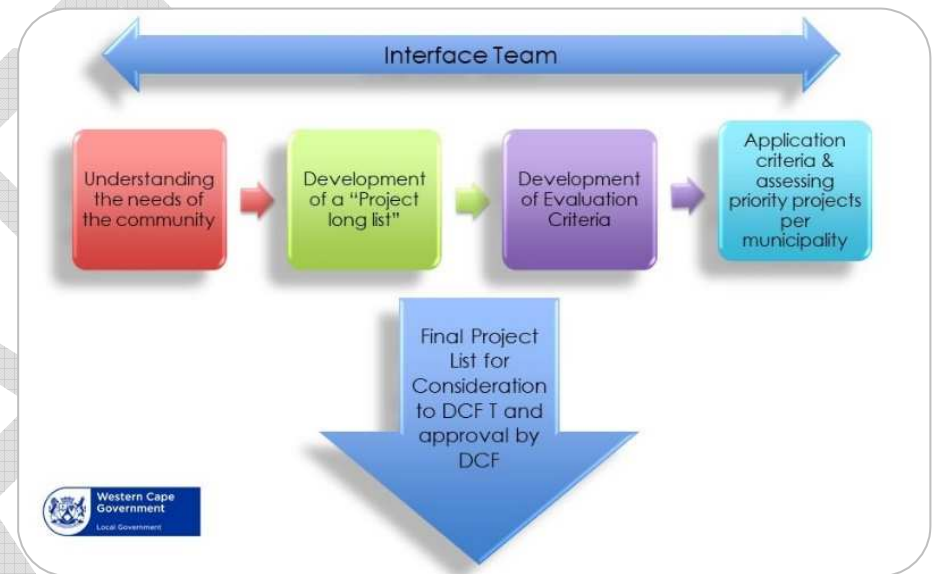 Interface Team
Understanding
the needs of
the community
Development
of a “Project
long list”
Development
of Evaluation
Criteria
Application
criteria &
assessing
priority projects
per
municipality
Final Project
List for
Consideration
to DCF T and
approval by
DCF
Western Cape
Government
Local Government